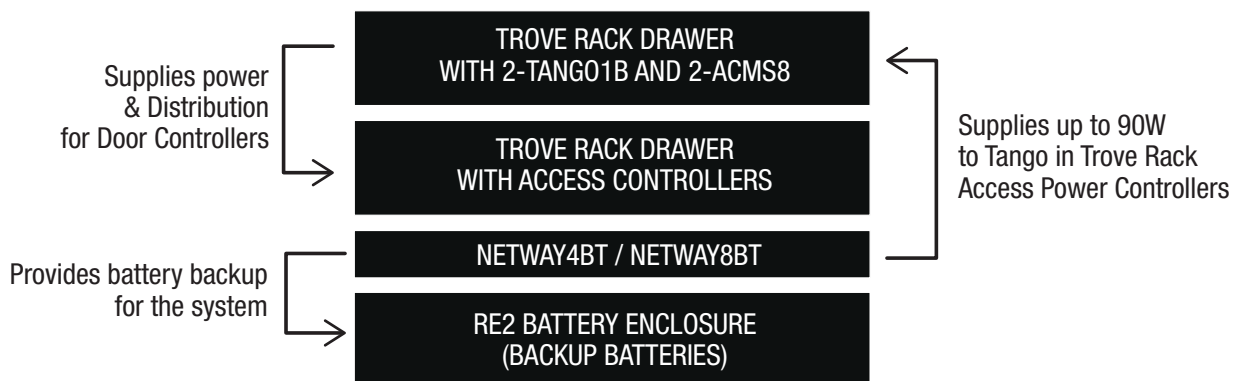 Supplies power
& Distribution
for Door Controllers
TROVE RACK DRAWER
WITH 2-TANGO1B AND 2-ACMS8
TROVE RACK DRAWER
WITH ACCESS CONTROLLERS
Supplies up to 90W
to Tango in Trove Rack
Access Power Controllers
Provides battery backup
for the system
NETWAY4BT / NETWAY8BT
RE2 BATTERY ENCLOSURE
(BACKUP BATTERIES)